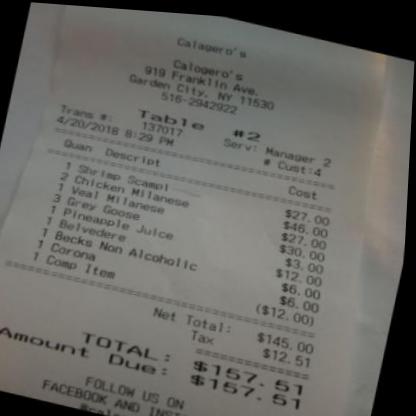 Calagero's
Calogero's
919 Franklin Ave.
Garden City, NY 11530
516-2942922
Table #2
Trans #: 137017 Serv: Manager 2
4/20/2018 8:29 PM # Cust:4
Quan Descript Cost
1 Shrimp Scampi $27.00
2 Chicken Milanese $46.00
1 Veal Milanese $27.00
3 Grey Goose $30.00
1 Pineapple Juice $3.00
1 Belvedere $12.00
1 Becks Non Alcoholic $6.00
1 Corona $6.00
1 Comp Item ($12.00)
Net Total: $145.00
Tax $12.51
TOTAL: $157.51
Amount Due: $157.51
FOLLOW US ON
FACEBOOK AND